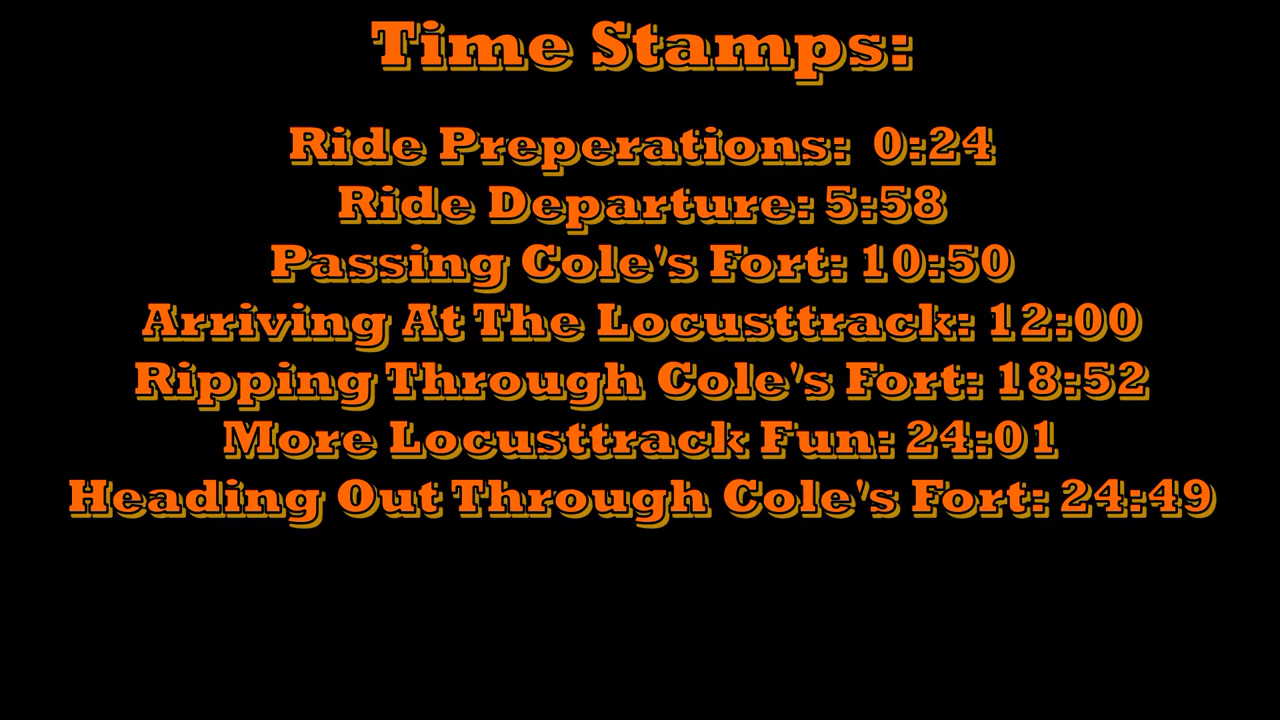 Time Stamps:
Ride Preperations: 0:24
Ride Departure: 5:58
Passing Cole's Fort: 10:50
Arriving At The Locusttrack: 12:00
Ripping Through Cole's Fort: 18:52
More Locusttrack Fun: 24:01
Heading Out Through Cole's Fort: 24:49